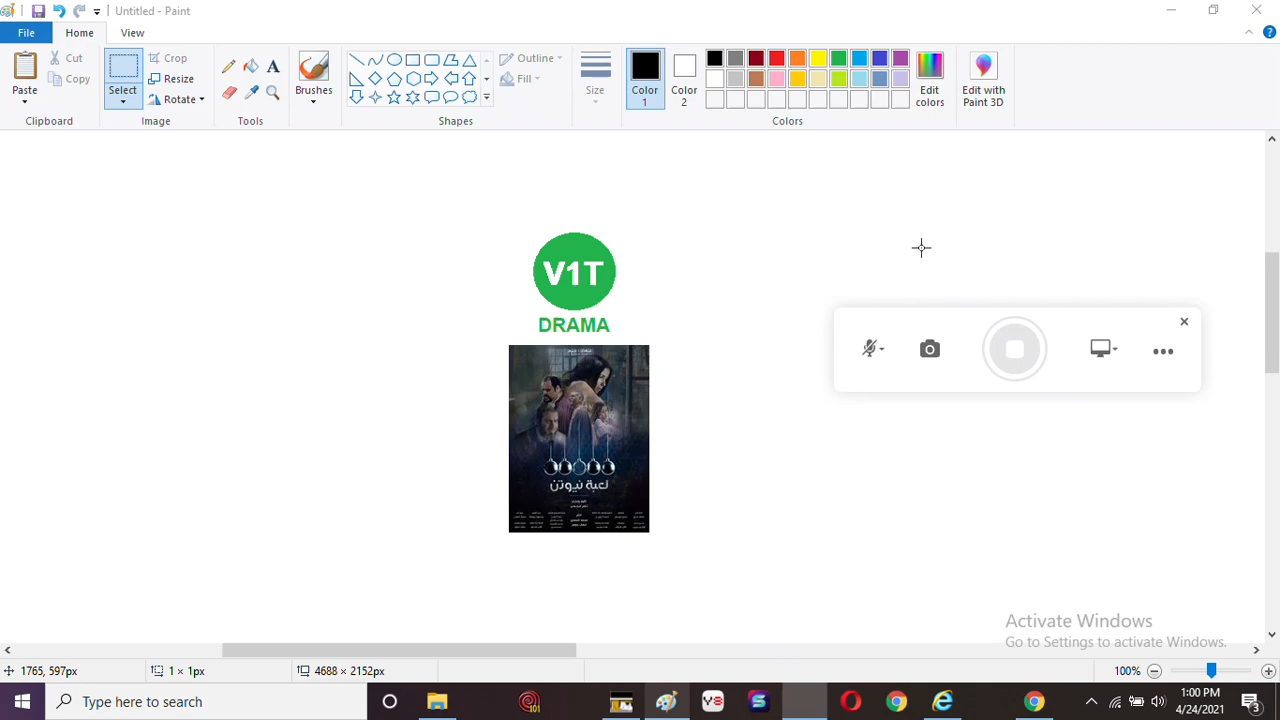 Untitled - Paint
File
Home
View
Paste
Cut
Copy
Clipboard
Select
Crop
Resize
Rotate
Image
Tools
Brushes
Shapes
Outline
Fill
Size
Color 1
Color 2
Colors
Edit colors
Edit with Paint 3D
V1T
DRAMA
لعبة نيوتن
Activate Windows
Go to Settings to activate Windows.
1765, 597px
1 × 1px
4688 × 2152px
100%
Type here to search
101
1:00 PM
4/24/2021
3